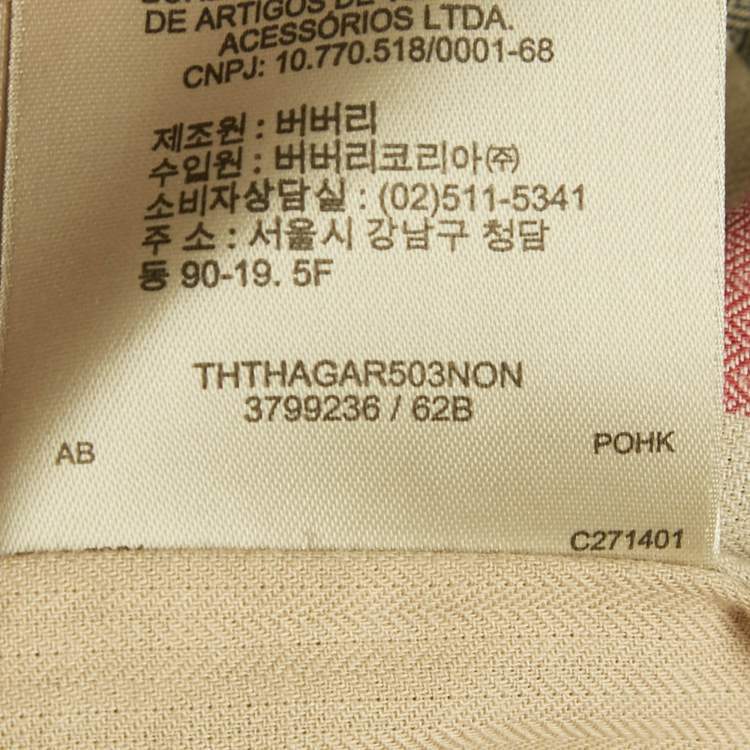 DE ARTIGOS DE
ACESSÓRIOS LTDA.
CNPJ: 10.770.518/0001-68
제조원 : 버버리
수입원 : 버버리코리아㈜
소비자상담실 : (02)511-5341
주 소 : 서울시 강남구 청담
동 90-19. 5F
THTHAGAR503NON
3799236 / 62B
AB
POHK
C271401